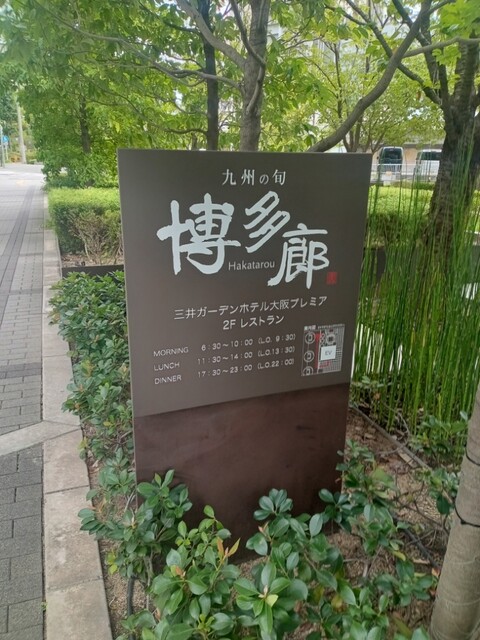 九州の旬
博多廊
Hakatarou
三井ガーデンホテル大阪プレミア
2F レストラン
MORNING 6:30～10:00 (L.O. 9:30)
LUNCH 11:30～14:00 (L.O.13:30)
DINNER 17:30～23:00 (L.O.22:00)
EV